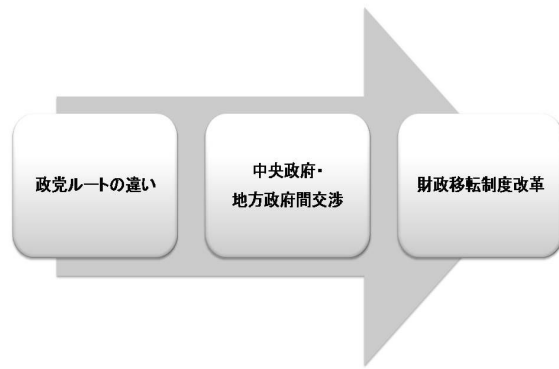 政党ルートの違い
中央政府・
地方政府間交渉
財政移転制度改革